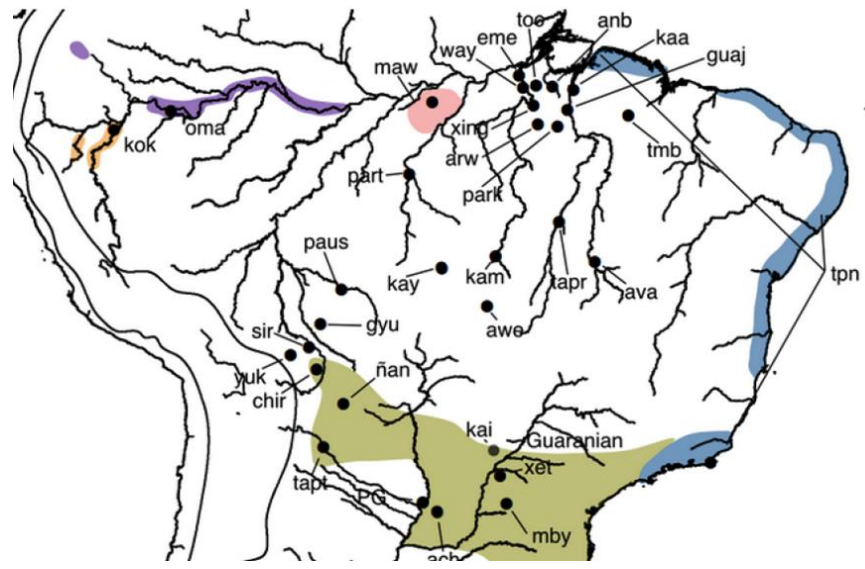 too
anb
eme
kaa
way
guaj
maw
oma
kok
xing
arw
tmb
part
park
paus
kay
kam
tapr
ava
tpn
awe
sir
gyu
yuk
chir
ñan
kai
Guaranian
xet
tapt
PG
mby
ach